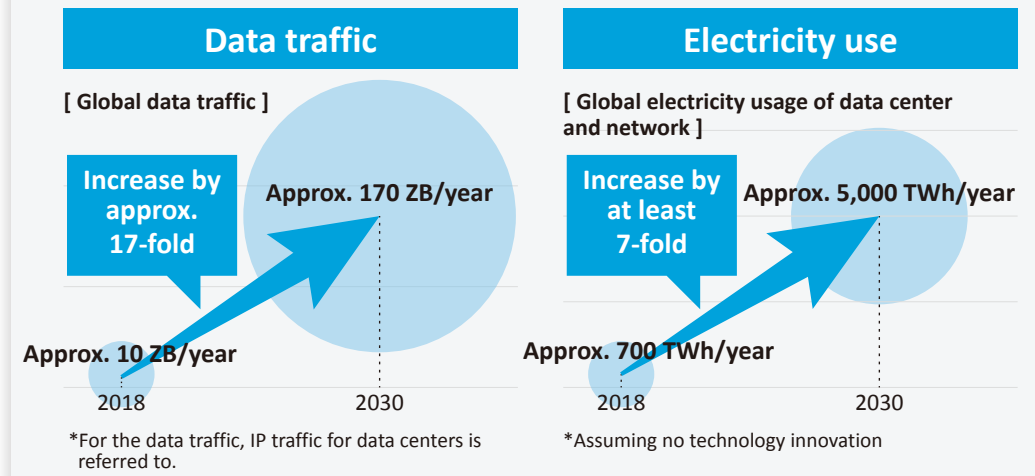 Data traffic
[ Global data traffic ]
Increase by
approx.
17-fold
Approx. 170 ZB/year
Approx. 10 ZB/year
2018
2030
*For the data traffic, IP traffic for data centers is
referred to.
Electricity use
[ Global electricity usage of data center
and network ]
Increase by
at least
7-fold
Approx. 5,000 TWh/year
Approx. 700 TWh/year
2018
2030
*Assuming no technology innovation